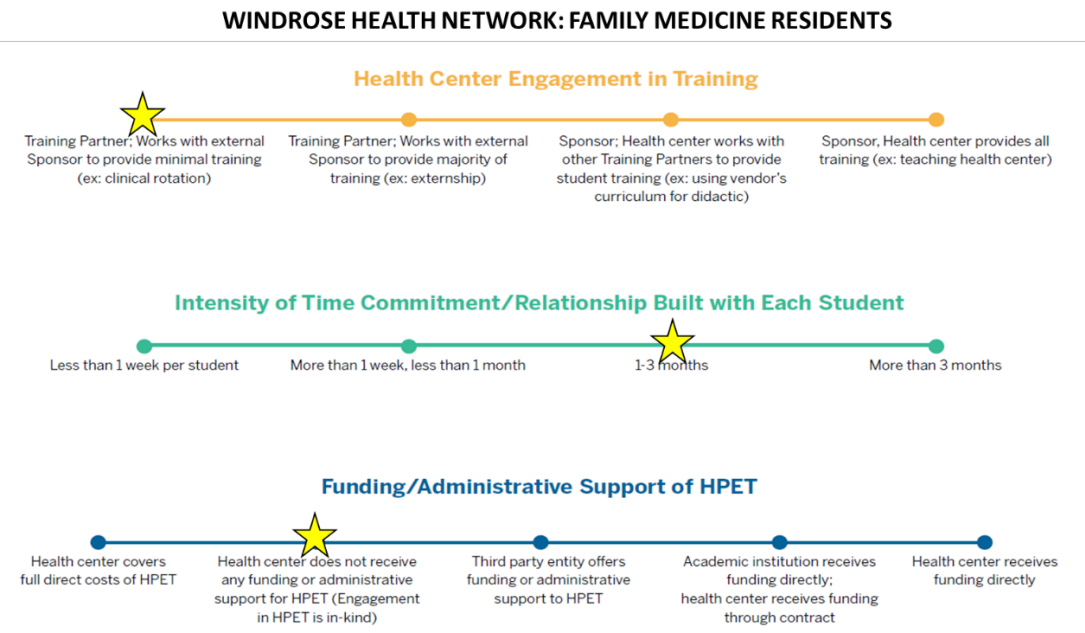 WINDROSE HEALTH NETWORK: FAMILY MEDICINE RESIDENTS
Health Center Engagement in Training
Training Partner; Works with external
Sponsor to provide minimal training
(ex: clinical rotation)
Training Partner; Works with external
Sponsor to provide majority of
training (ex: externship)
Sponsor; Health center works with
other Training Partners to provide
student training (ex: using vendor's
curriculum for didactic)
Sponsor, Health center provides all
training (ex: teaching health center)
Intensity of Time Commitment/Relationship Built with Each Student
Less than 1 week per student
More than 1 week, less than 1 month
1-3 months
More than 3 months
Funding/Administrative Support of HPET
Health center covers
full direct costs of HPET
Health center does not receive
any funding or administrative
support for HPET (Engagement
in HPET is in-kind)
Third party entity offers
funding or administrative
support to HPET
Academic institution receives
funding directly;
health center receives funding
through contract
Health center receives
funding directly